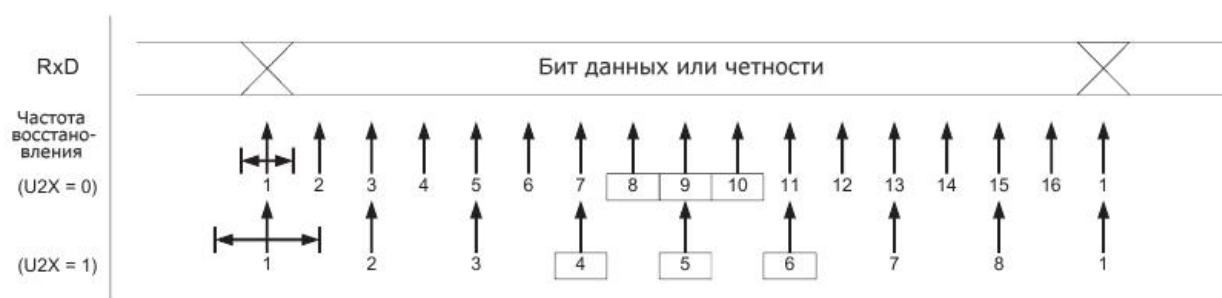 RxD
Бит данных или четности
Частота
восстано-
вления
(U2X = 0)
1 2 3 4 5 6 7 8 9 10 11 12 13 14 15 16 1
(U2X = 1)
1 2 3 4 5 6 7 8 1